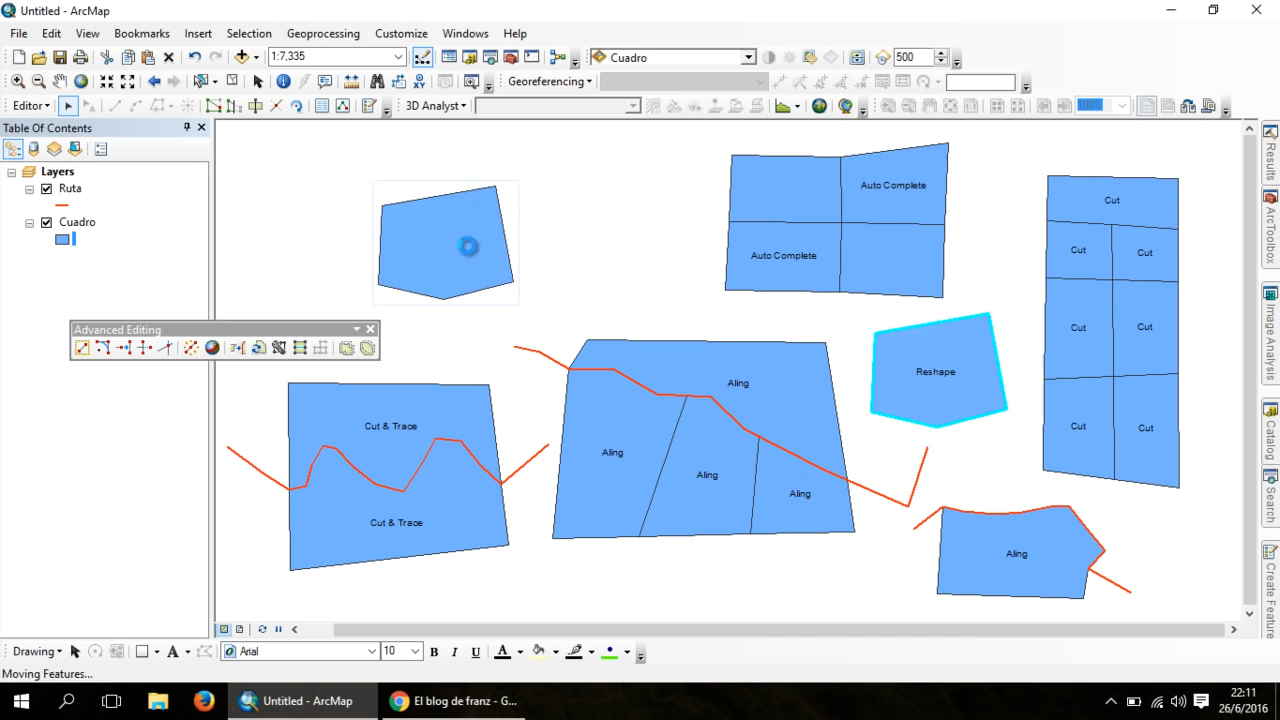 Untitled - ArcMap
File Edit View Bookmarks Insert Selection Geoprocessing Customize Windows Help
1:7,335 Cuadro 500
Georeferencing
Editor 3D Analyst 100%
Table Of Contents
Layers
Ruta
Cuadro
Advanced Editing
Auto Complete
Auto Complete
Cut
Cut Cut
Cut Cut
Cut Cut
Reshape
Cut & Trace
Cut & Trace
Aling
Aling
Aling
Aling
Aling
Results
ArcToolbox
Image Analysis
Catalog
Search
Create Feature
Drawing Arial 10 B I U A
Moving Features...
Untitled - ArcMap El blog de franz - G...
22:11
26/6/2016